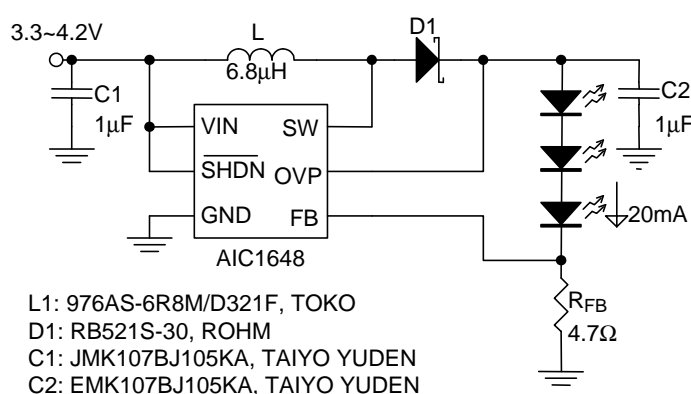 3.3~4.2V
L
6.8µH
D1
C1
1µF
C2
1µF
VIN
SW
SHDN
OVP
GND
FB
AIC1648
20mA
RFB
4.7Ω
L1: 976AS-6R8M/D321F, TOKO
D1: RB521S-30, ROHM
C1: JMK107BJ105KA, TAIYO YUDEN
C2: EMK107BJ105KA, TAIYO YUDEN